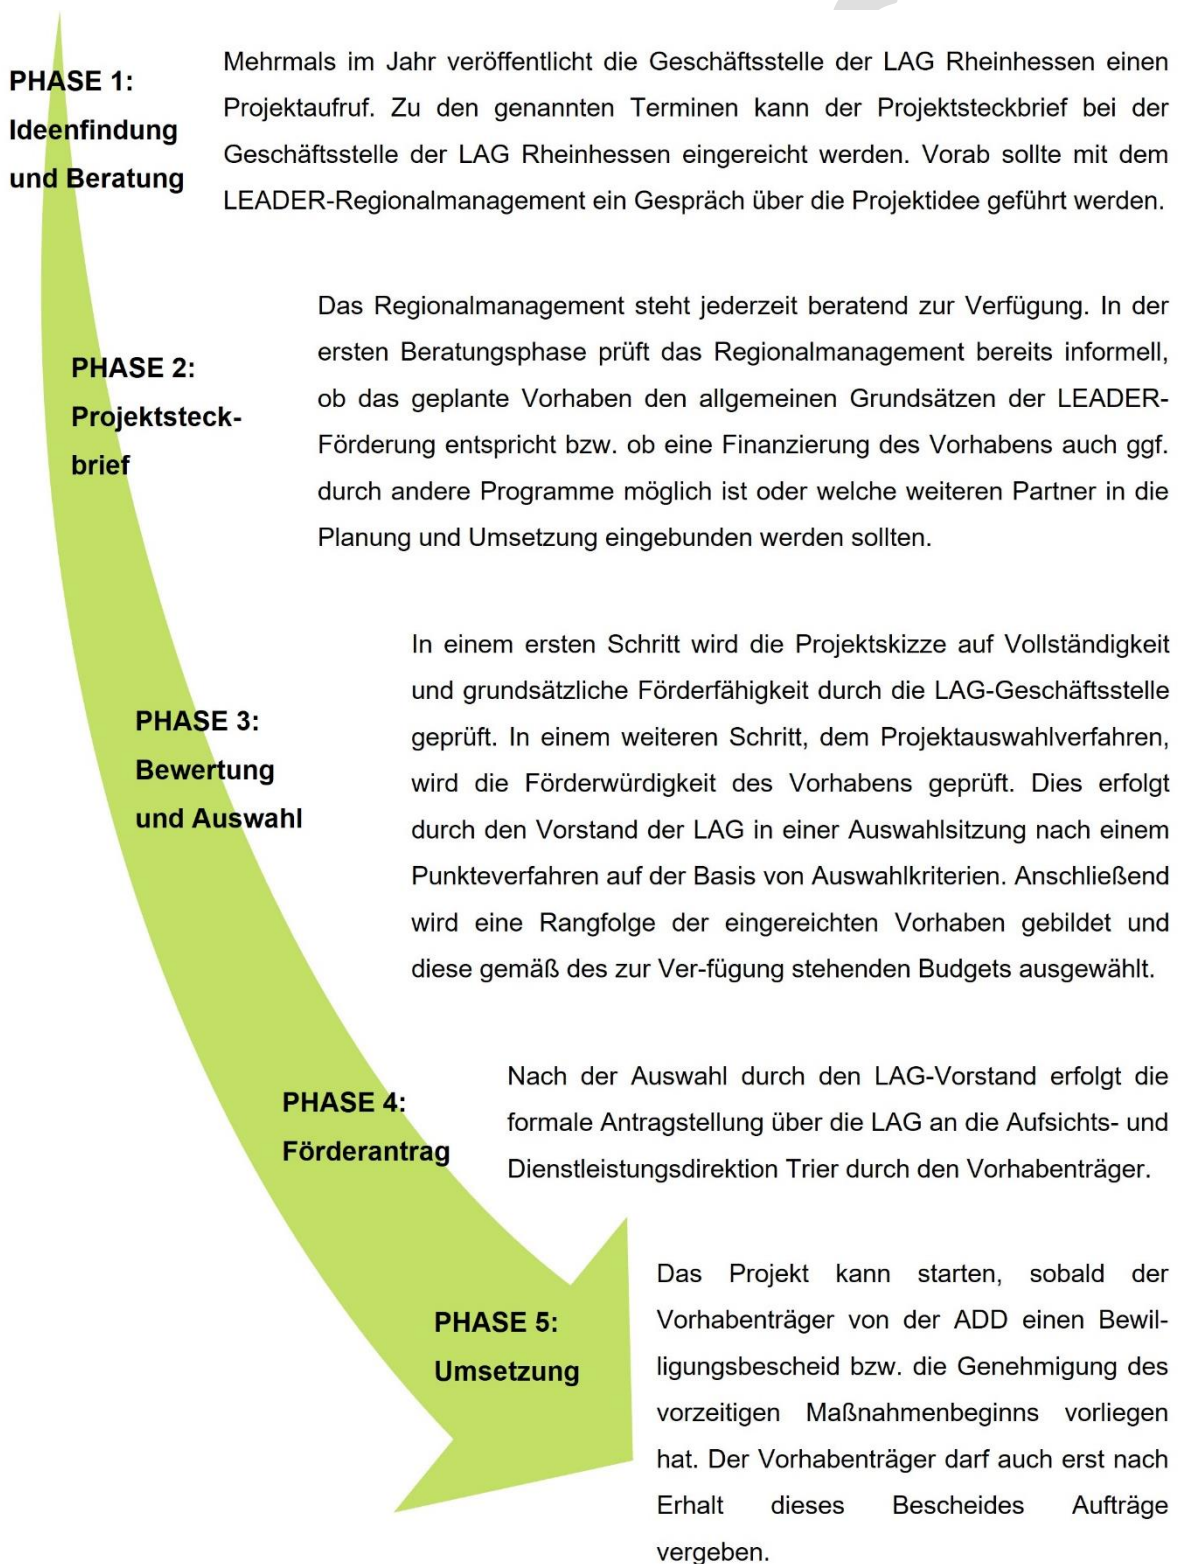 PHASE 1:
Ideenfindung
und Beratung
Mehrmals im Jahr veröffentlicht die Geschäftsstelle der LAG Rheinhessen einen
Projektaufruf. Zu den genannten Terminen kann der Projektsteckbrief bei der
Geschäftsstelle der LAG Rheinhessen eingereicht werden. Vorab sollte mit dem
LEADER-Regionalmanagement ein Gespräch über die Projektidee geführt werden.
PHASE 2:
Projektsteck-
brief
Das Regionalmanagement steht jederzeit beratend zur Verfügung. In der
ersten Beratungsphase prüft das Regionalmanagement bereits informell,
ob das geplante Vorhaben den allgemeinen Grundsätzen der LEADER-
Förderung entspricht bzw. ob eine Finanzierung des Vorhabens auch ggf.
durch andere Programme möglich ist oder welche weiteren Partner in die
Planung und Umsetzung eingebunden werden sollten.
PHASE 3:
Bewertung
und Auswahl
In einem ersten Schritt wird die Projektskizze auf Vollständigkeit
und grundsätzliche Förderfähigkeit durch die LAG-Geschäftsstelle
geprüft. In einem weiteren Schritt, dem Projektauswahlverfahren,
wird die Förderwürdigkeit des Vorhabens geprüft. Dies erfolgt
durch den Vorstand der LAG in einer Auswahlsitzung nach einem
Punkteverfahren auf der Basis von Auswahlkriterien. Anschließend
wird eine Rangfolge der eingereichten Vorhaben gebildet und
diese gemäß des zur Ver-fügung stehenden Budgets ausgewählt.
PHASE 4:
Förderantrag
Nach der Auswahl durch den LAG-Vorstand erfolgt die
formale Antragstellung über die LAG an die Aufsichts- und
Dienstleistungsdirektion Trier durch den Vorhabenträger.
PHASE 5:
Umsetzung
Das Projekt kann starten, sobald der
Vorhabenträger von der ADD einen Bewil-
ligungsbescheid bzw. die Genehmigung des
vorzeitigen Maßnahmenbeginns vorliegen
hat. Der Vorhabenträger darf auch erst nach
Erhalt dieses Bescheides Aufträge
vergeben.